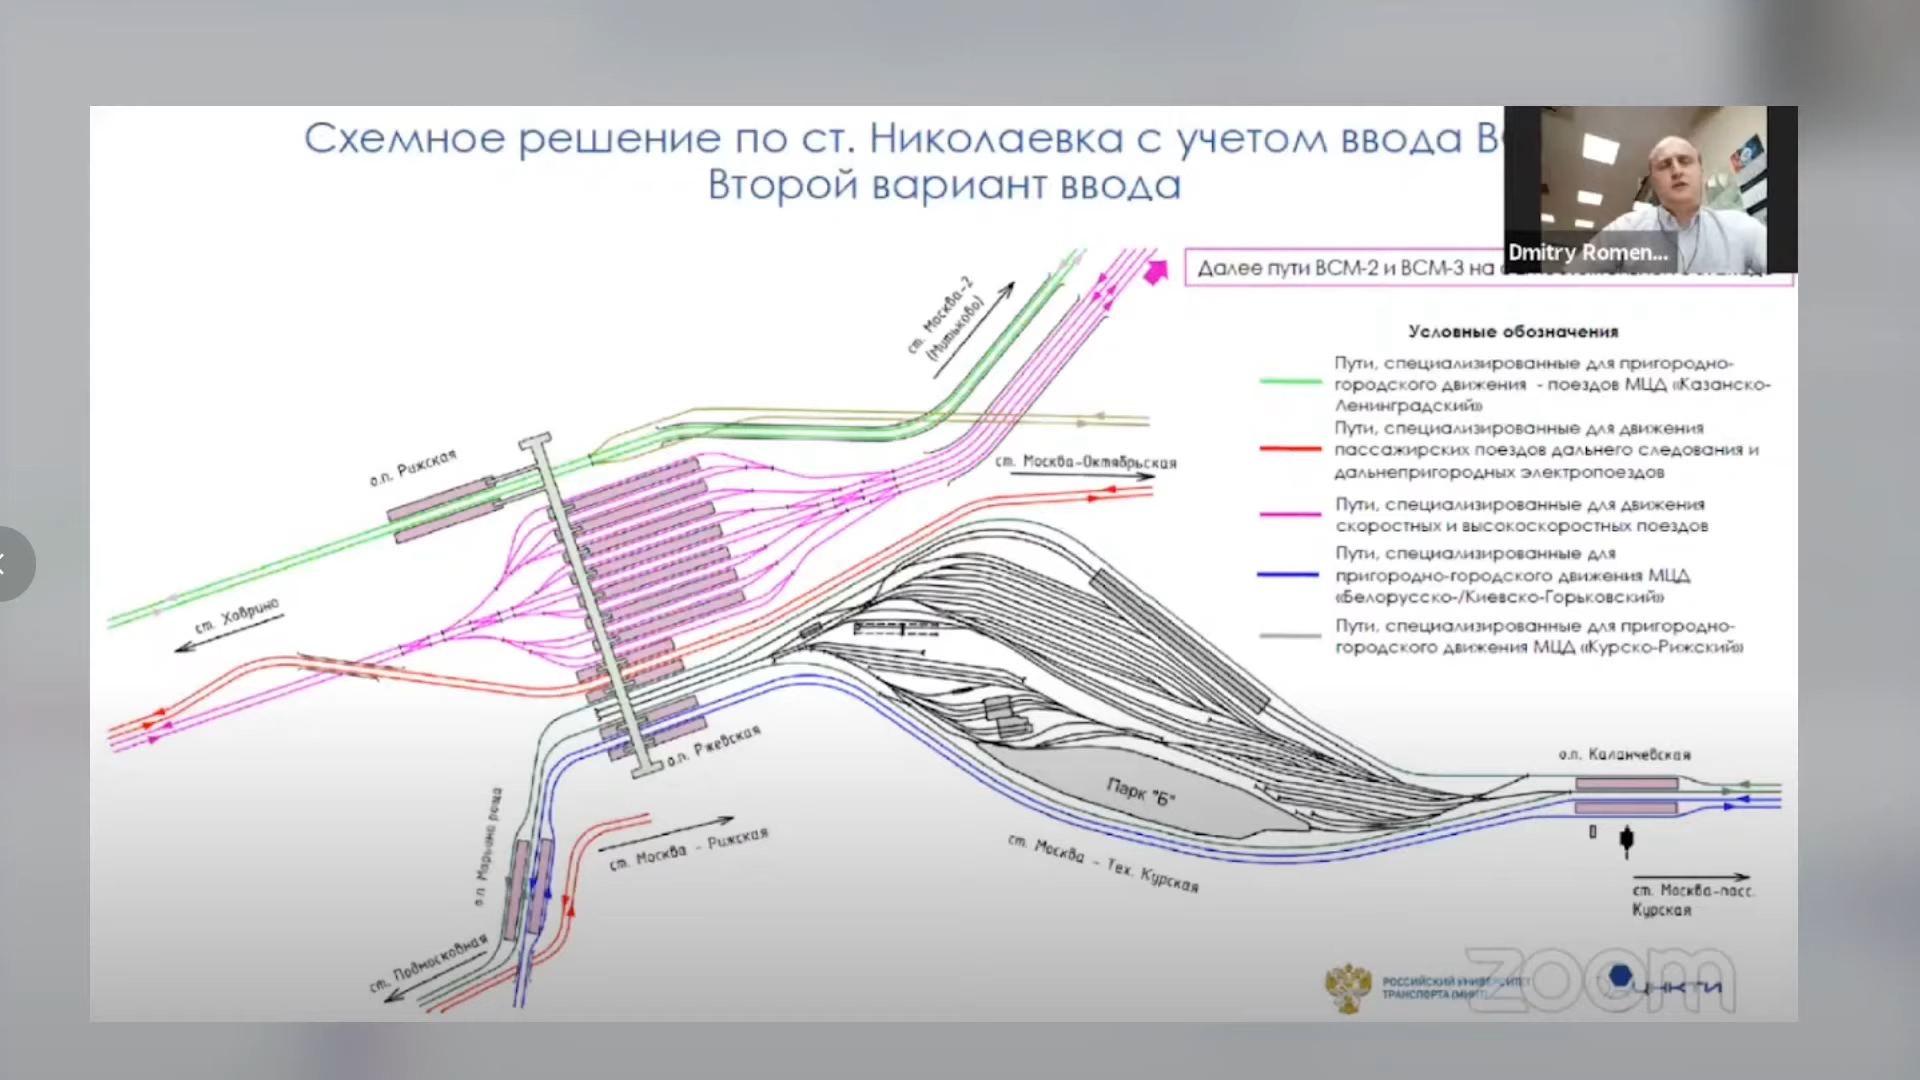 Схемное решение по ст. Николаевка с учетом ввода
Второй вариант ввода
Dmitry Romen...
Далее пути ВСМ-2 и ВСМ-3 на
Условные обозначения
Пути, специализированные для пригородно-
городского движения - поездов МЦД «Казанско-
Ленинградский»
Пути, специализированные для движения
пассажирских поездов дальнего следования и
дальнепригородных электропоездов
Пути, специализированные для движения
скоростных и высокоскоростных поездов
Пути, специализированные для
пригородно-городского движения МЦД
«Белорусско-/Киевско-Горьковский»
Пути, специализированные для пригородно-
городского движения МЦД «Курско-Рижский»
ст. Москва-2
(Митьково)
о.п. Рижская
ст. Москва-Октябрьская
ст. Ховрино
о.п. Ржевская
о.п. Каланчевская
Парк "Б"
о.п Марьина роща
ст. Москва - Рижская
ст. Москва - Тех. Курская
ст. Москва-пасс.
Курская
ст. Подмосковная
РОССИЙСКИЙ УНИВЕРСИТЕТ
ТРАНСПОРТА (МИИТ)
zoom